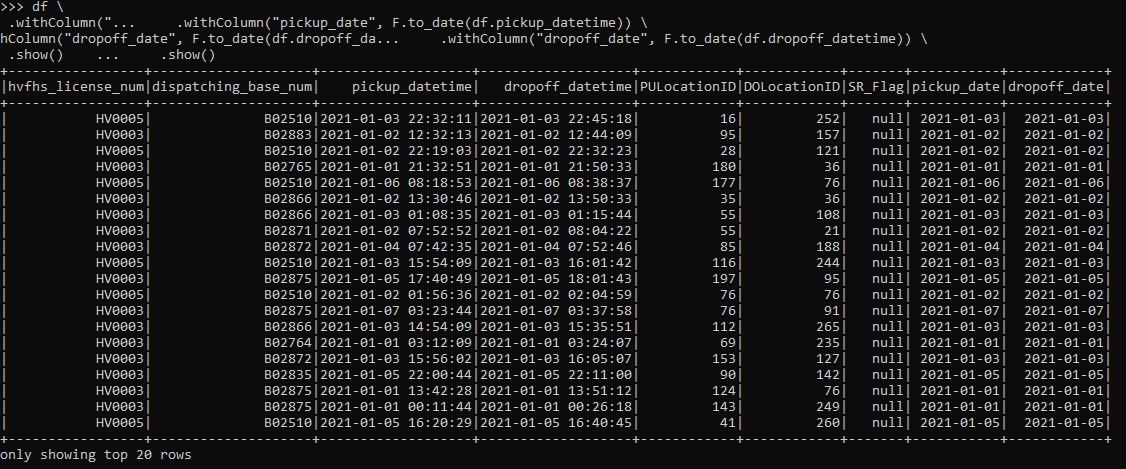 >>> df \
 .withColumn("...     .withColumn("pickup_date", F.to_date(df.pickup_datetime)) \
hColumn("dropoff_date", F.to_date(df.dropoff_da...     .withColumn("dropoff_date", F.to_date(df.dropoff_datetime)) \
 .show()    ...     .show()
+-----------------+--------------------+-------------------+-------------------+------------+------------+-------+-----------+------------+
|hvfhs_license_num|dispatching_base_num|    pickup_datetime|   dropoff_datetime|PULocationID|DOLocationID|SR_Flag|pickup_date|dropoff_date|
+-----------------+--------------------+-------------------+-------------------+------------+------------+-------+-----------+------------+
|           HV0005|              B02510|2021-01-03 22:32:11|2021-01-03 22:45:18|          16|         252|   null| 2021-01-03|  2021-01-03|
|           HV0003|              B02883|2021-01-02 12:32:13|2021-01-02 12:44:09|          95|         157|   null| 2021-01-02|  2021-01-02|
|           HV0005|              B02510|2021-01-02 22:19:03|2021-01-02 22:32:23|          28|         121|   null| 2021-01-02|  2021-01-02|
|           HV0003|              B02765|2021-01-01 21:32:51|2021-01-01 21:50:33|         180|          36|   null| 2021-01-01|  2021-01-01|
|           HV0005|              B02510|2021-01-06 08:18:53|2021-01-06 08:38:37|         177|          76|   null| 2021-01-06|  2021-01-06|
|           HV0003|              B02866|2021-01-02 13:30:46|2021-01-02 13:50:33|          35|          36|   null| 2021-01-02|  2021-01-02|
|           HV0003|              B02866|2021-01-03 01:08:35|2021-01-03 01:15:44|          55|         108|   null| 2021-01-03|  2021-01-03|
|           HV0003|              B02871|2021-01-02 07:52:52|2021-01-02 08:04:22|          55|          21|   null| 2021-01-02|  2021-01-02|
|           HV0003|              B02872|2021-01-04 07:42:35|2021-01-04 07:52:46|          85|         188|   null| 2021-01-04|  2021-01-04|
|           HV0005|              B02510|2021-01-03 15:54:09|2021-01-03 16:01:42|         116|         244|   null| 2021-01-03|  2021-01-03|
|           HV0003|              B02875|2021-01-05 17:40:49|2021-01-05 18:01:43|         197|          95|   null| 2021-01-05|  2021-01-05|
|           HV0005|              B02510|2021-01-02 01:56:36|2021-01-02 02:04:59|          76|          76|   null| 2021-01-02|  2021-01-02|
|           HV0003|              B02875|2021-01-07 03:23:44|2021-01-07 03:37:58|          76|          91|   null| 2021-01-07|  2021-01-07|
|           HV0003|              B02866|2021-01-03 14:54:09|2021-01-03 15:35:51|         112|         265|   null| 2021-01-03|  2021-01-03|
|           HV0003|              B02764|2021-01-01 03:12:09|2021-01-01 03:24:07|          69|         235|   null| 2021-01-01|  2021-01-01|
|           HV0003|              B02872|2021-01-03 15:56:02|2021-01-03 16:05:07|         153|         127|   null| 2021-01-03|  2021-01-03|
|           HV0003|              B02835|2021-01-05 22:00:44|2021-01-05 22:11:00|          90|         142|   null| 2021-01-05|  2021-01-05|
|           HV0003|              B02875|2021-01-01 13:42:28|2021-01-01 13:51:12|         124|          76|   null| 2021-01-01|  2021-01-01|
|           HV0003|              B02875|2021-01-01 00:11:44|2021-01-01 00:26:18|         143|         249|   null| 2021-01-01|  2021-01-01|
|           HV0005|              B02510|2021-01-05 16:20:29|2021-01-05 16:40:45|          41|         260|   null| 2021-01-05|  2021-01-05|
+-----------------+--------------------+-------------------+-------------------+------------+------------+-------+-----------+------------+
only showing top 20 rows